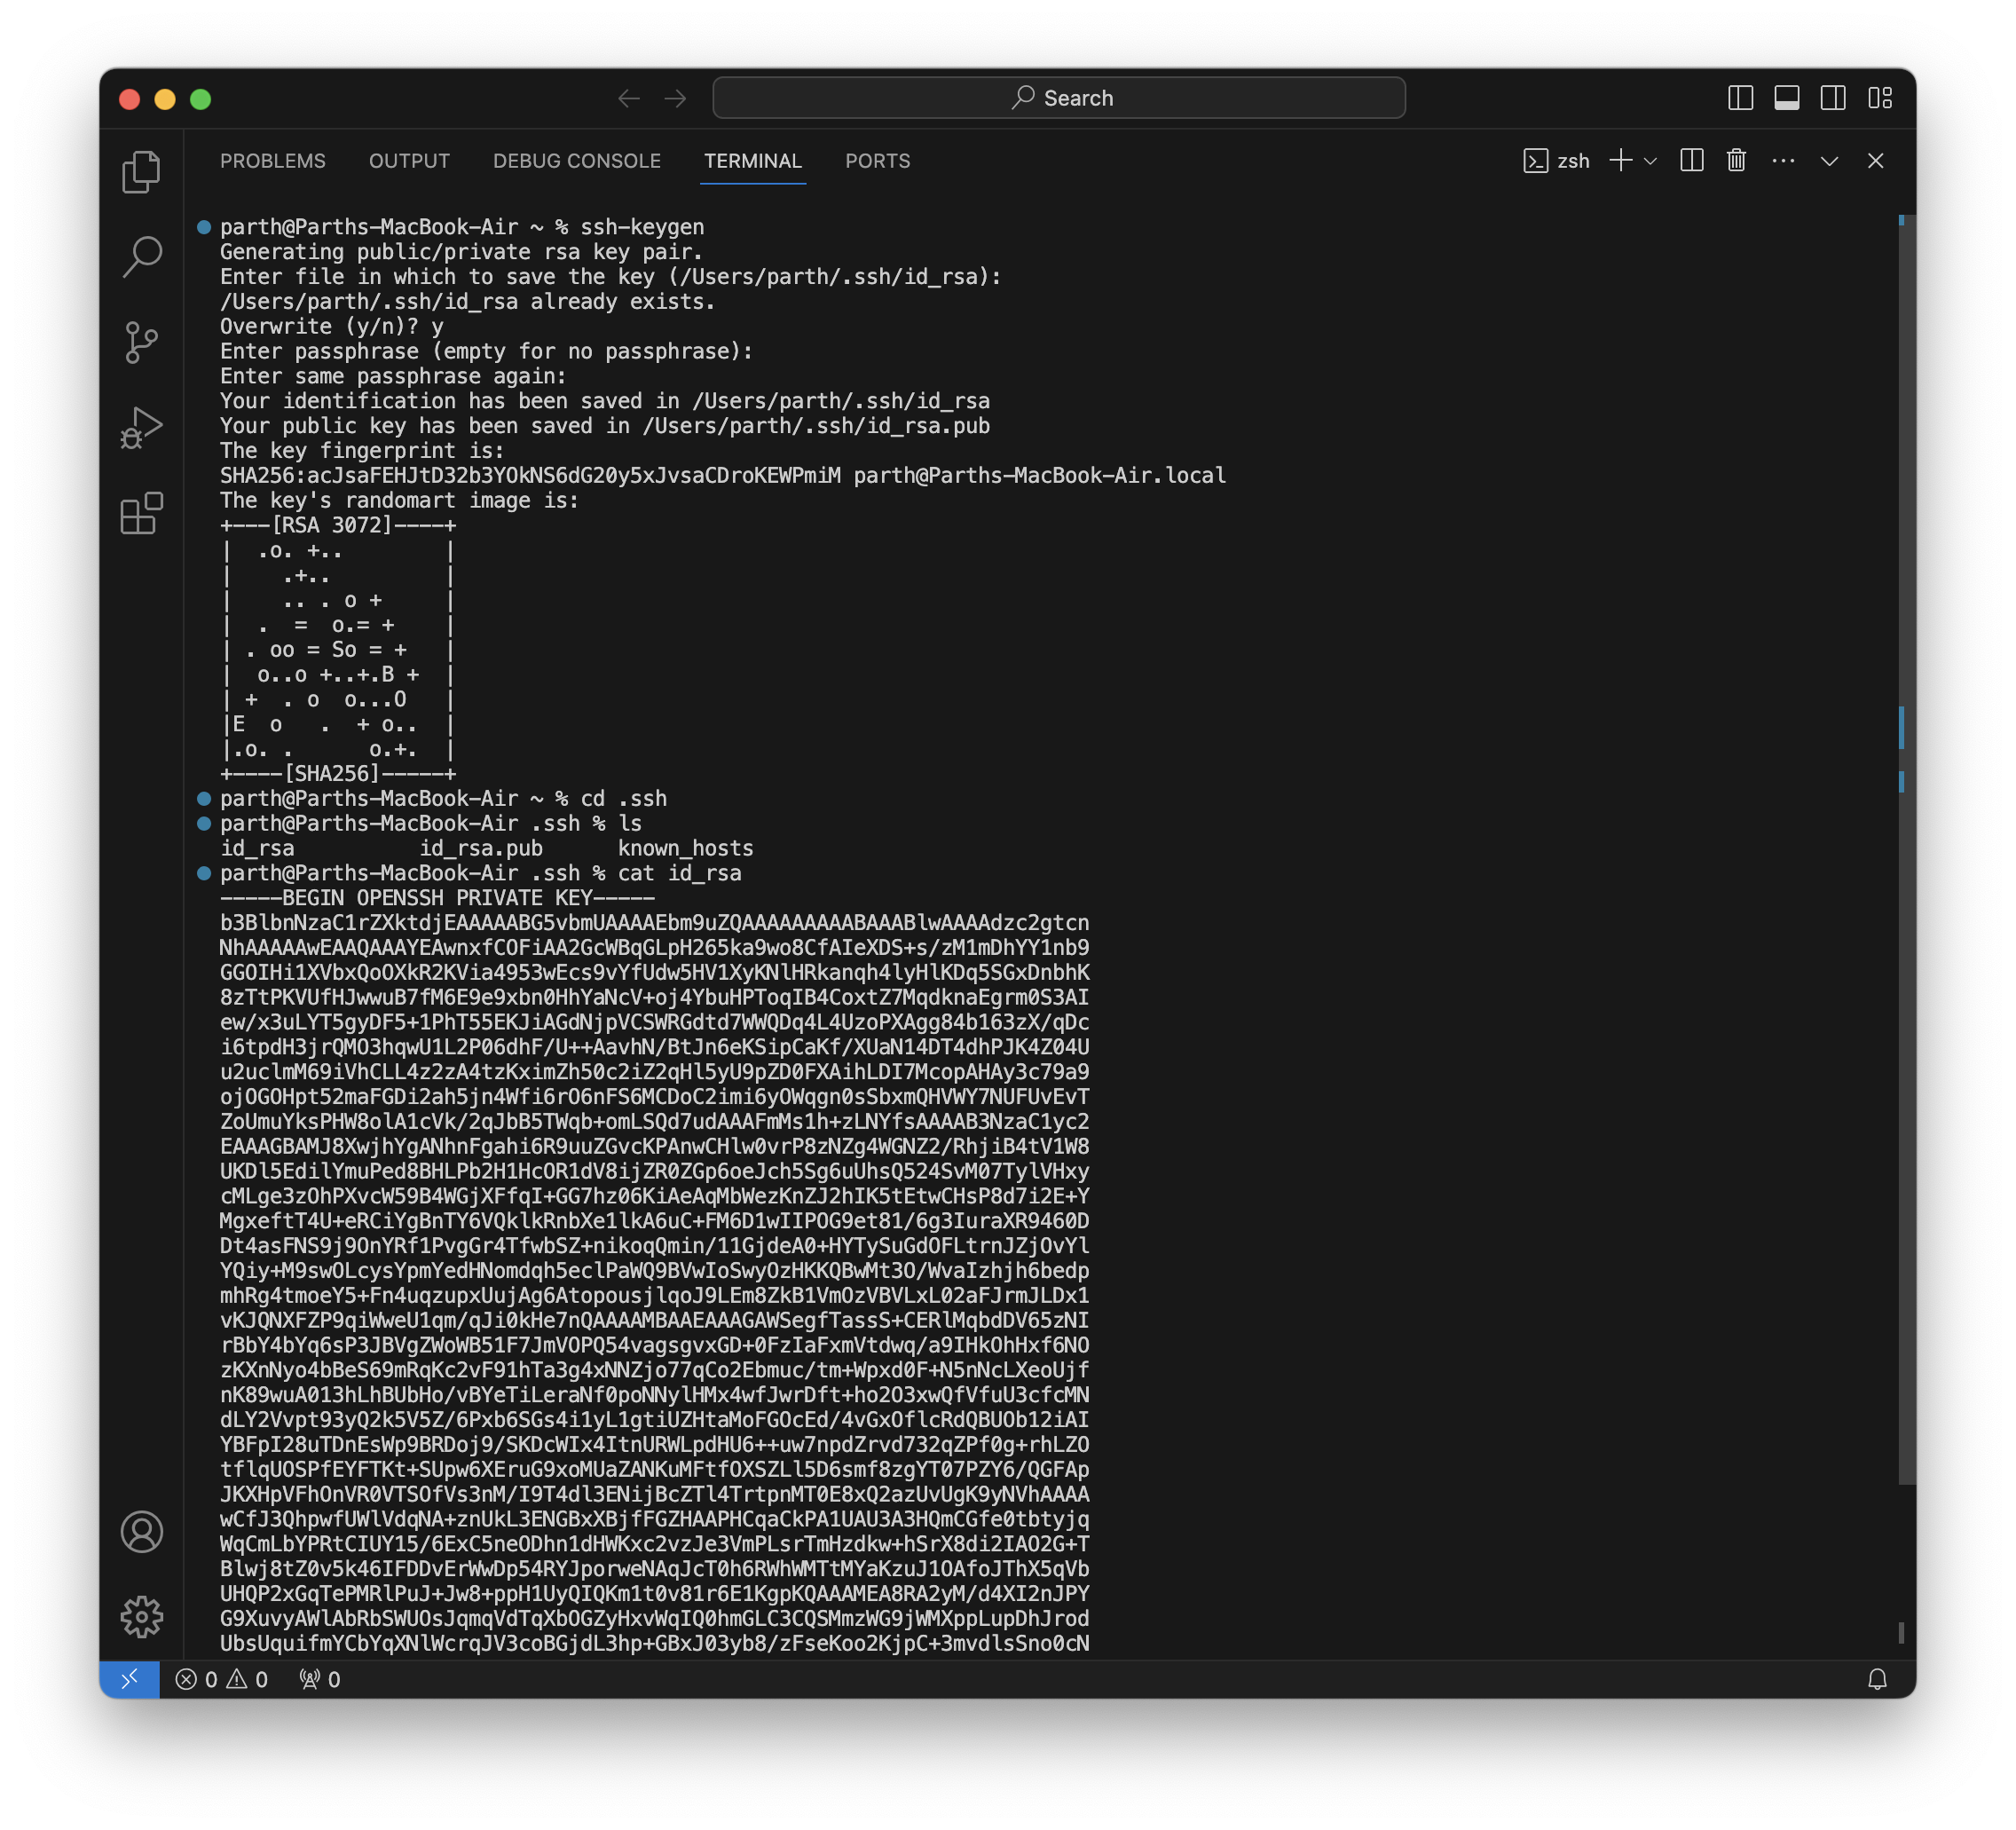 Search
PROBLEMS OUTPUT DEBUG CONSOLE TERMINAL PORTS zsh
parth@Parths-MacBook-Air ~ % ssh-keygen
Generating public/private rsa key pair.
Enter file in which to save the key (/Users/parth/.ssh/id_rsa):
/Users/parth/.ssh/id_rsa already exists.
Overwrite (y/n)? y
Enter passphrase (empty for no passphrase):
Enter same passphrase again:
Your identification has been saved in /Users/parth/.ssh/id_rsa
Your public key has been saved in /Users/parth/.ssh/id_rsa.pub
The key fingerprint is:
SHA256:acJsaFEHJtD32b3YOkNS6dG20y5xJvsaCDroKEWPmiM parth@Parths-MacBook-Air.local
The key's randomart image is:
+---[RSA 3072]----+
|  .o. +..        |
|    .+..         |
|    .. . o +     |
|  .  =  o.= +    |
| . oo = So = +   |
|  o..o +..+.B +  |
| +  . o  o...O   |
|E  o   .  + o..  |
|.o. .      o.+.  |
+----[SHA256]-----+
parth@Parths-MacBook-Air ~ % cd .ssh
parth@Parths-MacBook-Air .ssh % ls
id_rsa          id_rsa.pub      known_hosts
parth@Parths-MacBook-Air .ssh % cat id_rsa
-----BEGIN OPENSSH PRIVATE KEY-----
b3BlbnNzaC1rZXktdjEAAAAABG5vbmUAAAAEbm9uZQAAAAAAAAABAAABlwAAAAdzc2gtcn
NhAAAAAwEAAQAAAYEAwnxfCOFiAA2GcWBqGLpH265ka9wo8CfAIeXDS+s/zM1mDhYY1nb9
GGOIHi1XVbxQoOXkR2KVia4953wEcs9vYfUdw5HV1XyKNlHRkanqh4lyHlKDq5SGxDnbhK
8zTtPKVUfHJwwuB7fM6E9e9xbn0HhYaNcV+oj4YbuHPToqIB4CoxtZ7MqdknaEgrm0S3AI
ew/x3uLYT5gyDF5+1PhT55EKJiAGdNjpVCSWRGdtd7WWQDq4L4UzoPXAgg84b163zX/qDc
i6tpdH3jrQMO3hqwU1L2P06dhF/U++AavhN/BtJn6eKSipCaKf/XUaN14DT4dhPJK4Z04U
u2uclmM69iVhCLL4z2zA4tzKximZh50c2iZ2qHl5yU9pZD0FXAihLDI7McopAHAy3c79a9
ojOGOHpt52maFGDi2ah5jn4Wfi6rO6nFS6MCDoC2imi6yOWqgn0sSbxmQHVWY7NUFUvEvT
ZoUmuYksPHW8olA1cVk/2qJbB5TWqb+omLSQd7udAAAFmMs1h+zLNYfsAAAAB3NzaC1yc2
EAAAGBAMJ8XwjhYgANhnFgahi6R9uuZGvcKPAnwCHlw0vrP8zNZg4WGNZ2/RhjiB4tV1W8
UKDl5EdilYmuPed8BHLPb2H1HcOR1dV8ijZR0ZGp6oeJch5Sg6uUhsQ524SvM07TylVHxy
cMLge3zOhPXvcW59B4WGjXFfqI+GG7hz06KiAeAqMbWezKnZJ2hIK5tEtwCHsP8d7i2E+Y
MgxeftT4U+eRCiYgBnTY6VQklkRnbXe1lkA6uC+FM6D1wIIPOG9et81/6g3IuraXR9460D
Dt4asFNS9j9OnYRf1PvgGr4TfwbSZ+nikoqQmin/11GjdeA0+HYTySuGdOFLtrnJZjOvYl
YQiy+M9swOLcysYpmYedHNomdqh5eclPaWQ9BVwIoSwyOzHKKQBwMt3O/WvaIzhjh6bedp
mhRg4tmoeY5+Fn4uqzupxUujAg6AtopousjlqoJ9LEm8ZkB1VmOzVBVLxL02aFJrmJLDx1
vKJQNXFZP9qiWweU1qm/qJi0kHe7nQAAAAMBAAEAAAGAWSegfTassS+CERlMqbdDV65zNI
rBbY4bYq6sP3JBVgZWoWB51F7JmVOPQ54vagsgvxGD+0FzIaFxmVtdwq/a9IHkOhHxf6NO
zKXnNyo4bBeS69mRqKc2vF91hTa3g4xNNZjo77qCo2Ebmuc/tm+Wpxd0F+N5nNcLXeoUjf
nK89wuA013hLhBUbHo/vBYeTiLeraNf0poNNylHMx4wfJwrDft+ho2O3xwQfVfuU3cfcMN
dLY2Vvpt93yQ2k5V5Z/6Pxb6SGs4i1yL1gtiUZHtaMoFGOcEd/4vGxOflcRdQBUOb12iAI
YBFpI28uTDnEsWp9BRDoj9/SKDcWIx4ItnURWLpdHU6++uw7npdZrvd732qZPf0g+rhLZO
tflqUOSPfEYFTKt+SUpw6XEruG9xoMUaZANKuMFtfOXSZLl5D6smf8zgYT07PZY6/QGFAp
JKXHpVFhOnVR0VTSOfVs3nM/I9T4dl3ENijBcZTl4TrtpnMT0E8xQ2azUvUgK9yNVhAAAA
wCfJ3QhpwfUWlVdqNA+znUkL3ENGBxXBjfFGZHAAPHCqaCkPA1UAU3A3HQmCGfe0tbtyjq
WqCmLbYPRtCIUY15/6ExC5neODhn1dHWKxc2vzJe3VmPLsrTmHzdkw+hSrX8di2IAO2G+T
Blwj8tZ0v5k46IFDDvErWwDp54RYJporweNAqJcT0h6RWhWMTtMYaKzuJ1OAfoJThX5qVb
UHQP2xGqTePMRlPuJ+Jw8+ppH1UyQIQKm1t0v81r6E1KgpKQAAAMEA8RA2yM/d4XI2nJPY
G9XuvyAWlAbRbSWUOsJqmqVdTqXbOGZyHxvWqIQ0hmGLC3CQSMmzWG9jWMXppLupDhJrod
UbsUquifmYCbYqXNlWcrqJV3coBGjdL3hp+GBxJ03yb8/zFseKoo2KjpC+3mvdlsSno0cN
0 0 0